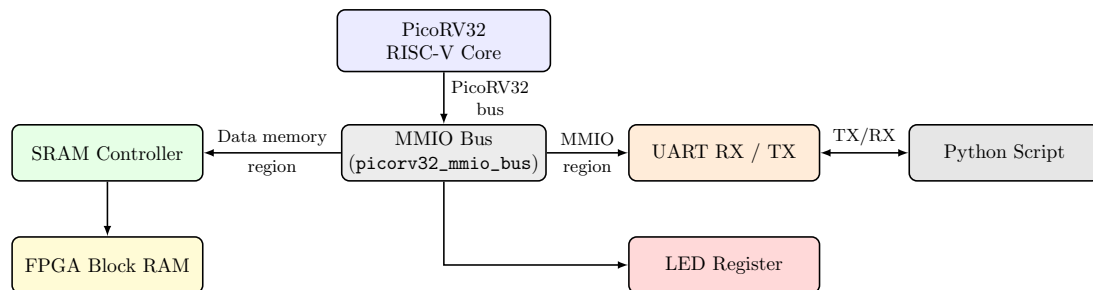 PicoRV32
RISC-V Core
PicoRV32
bus
SRAM Controller
Data memory
region
MMIO Bus
(picorv32_mmio_bus)
MMIO
region
UART RX / TX
TX/RX
Python Script
FPGA Block RAM
LED Register